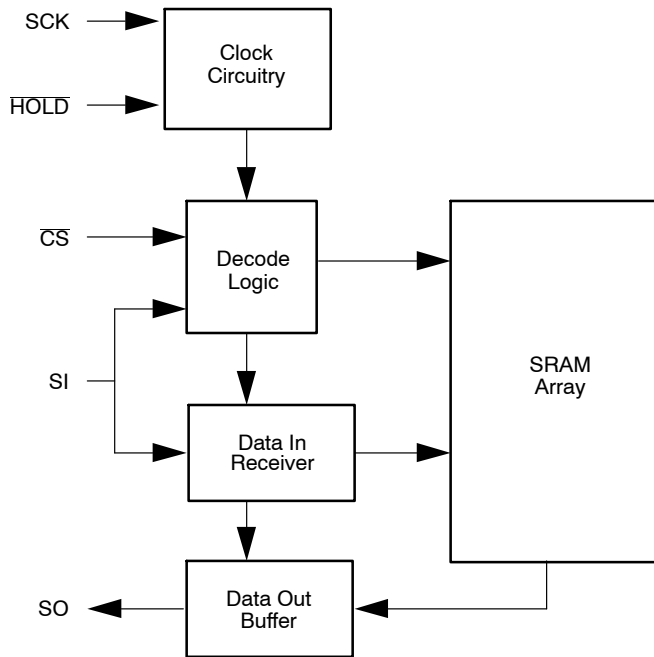 SCK
Clock
Circuitry
HOLD
CS
Decode
Logic
SI
SRAM
Array
Data In
Receiver
SO
Data Out
Buffer